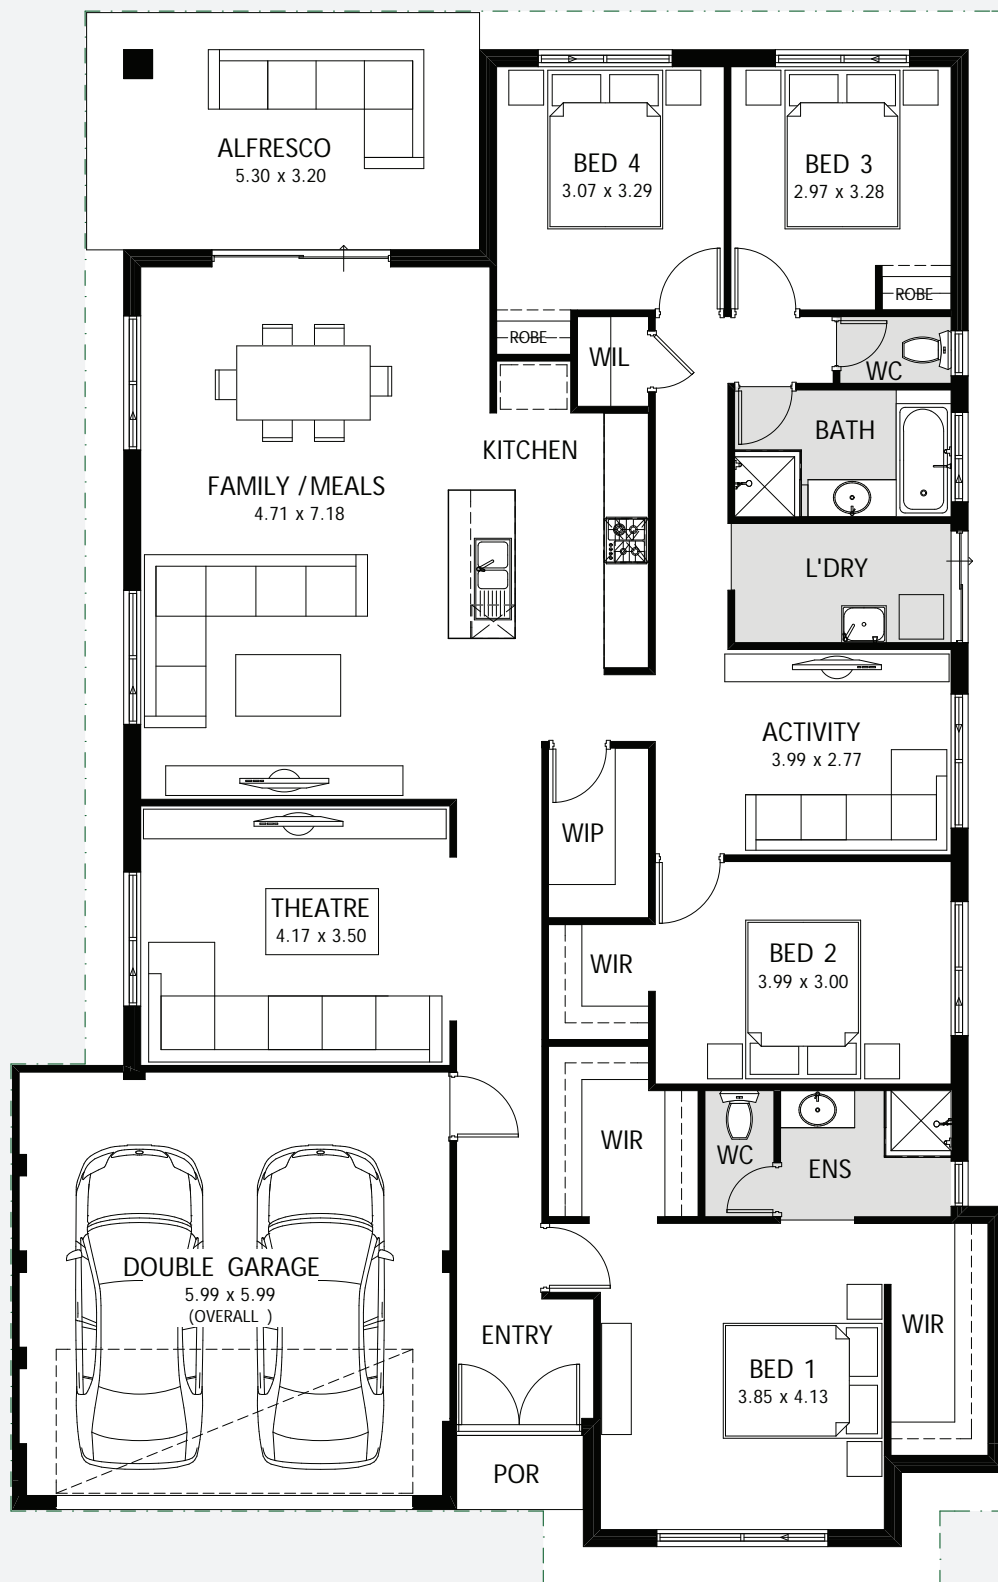 ALFRESCO
5.30 x 3.20
BED 4
3.07 x 3.29
BED 3
2.97 x 3.28
ROBE
ROBE
WIL
WC
KITCHEN
BATH
FAMILY /MEALS
4.71 x 7.18
L'DRY
ACTIVITY
3.99 x 2.77
WIP
THEATRE
4.17 x 3.50
WIR
BED 2
3.99 x 3.00
WIR
WC
ENS
DOUBLE GARAGE
5.99 x 5.99
(OVERALL )
ENTRY
WIR
BED 1
3.85 x 4.13
POR